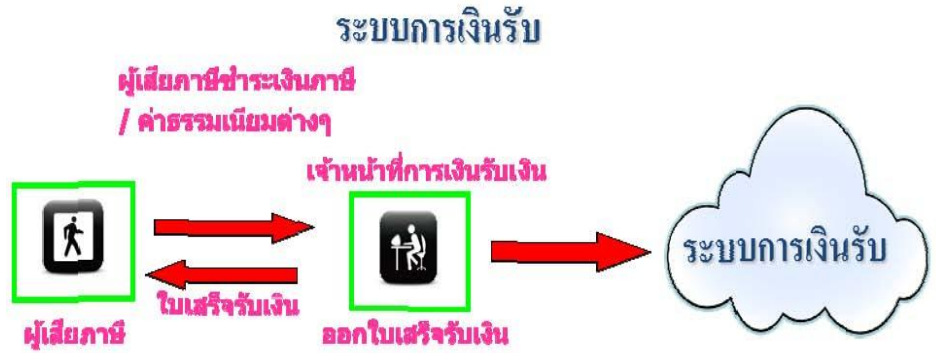 ระบบการเงินรับ
ผู้เสียภาษีชำระเงินภาษี
/ ค่าธรรมเนียมต่างๆ
เจ้าหน้าที่การเงินรับเงิน
ระบบการเงินรับ
ใบเสร็จรับเงิน
ผู้เสียภาษี
ออกใบเสร็จรับเงิน